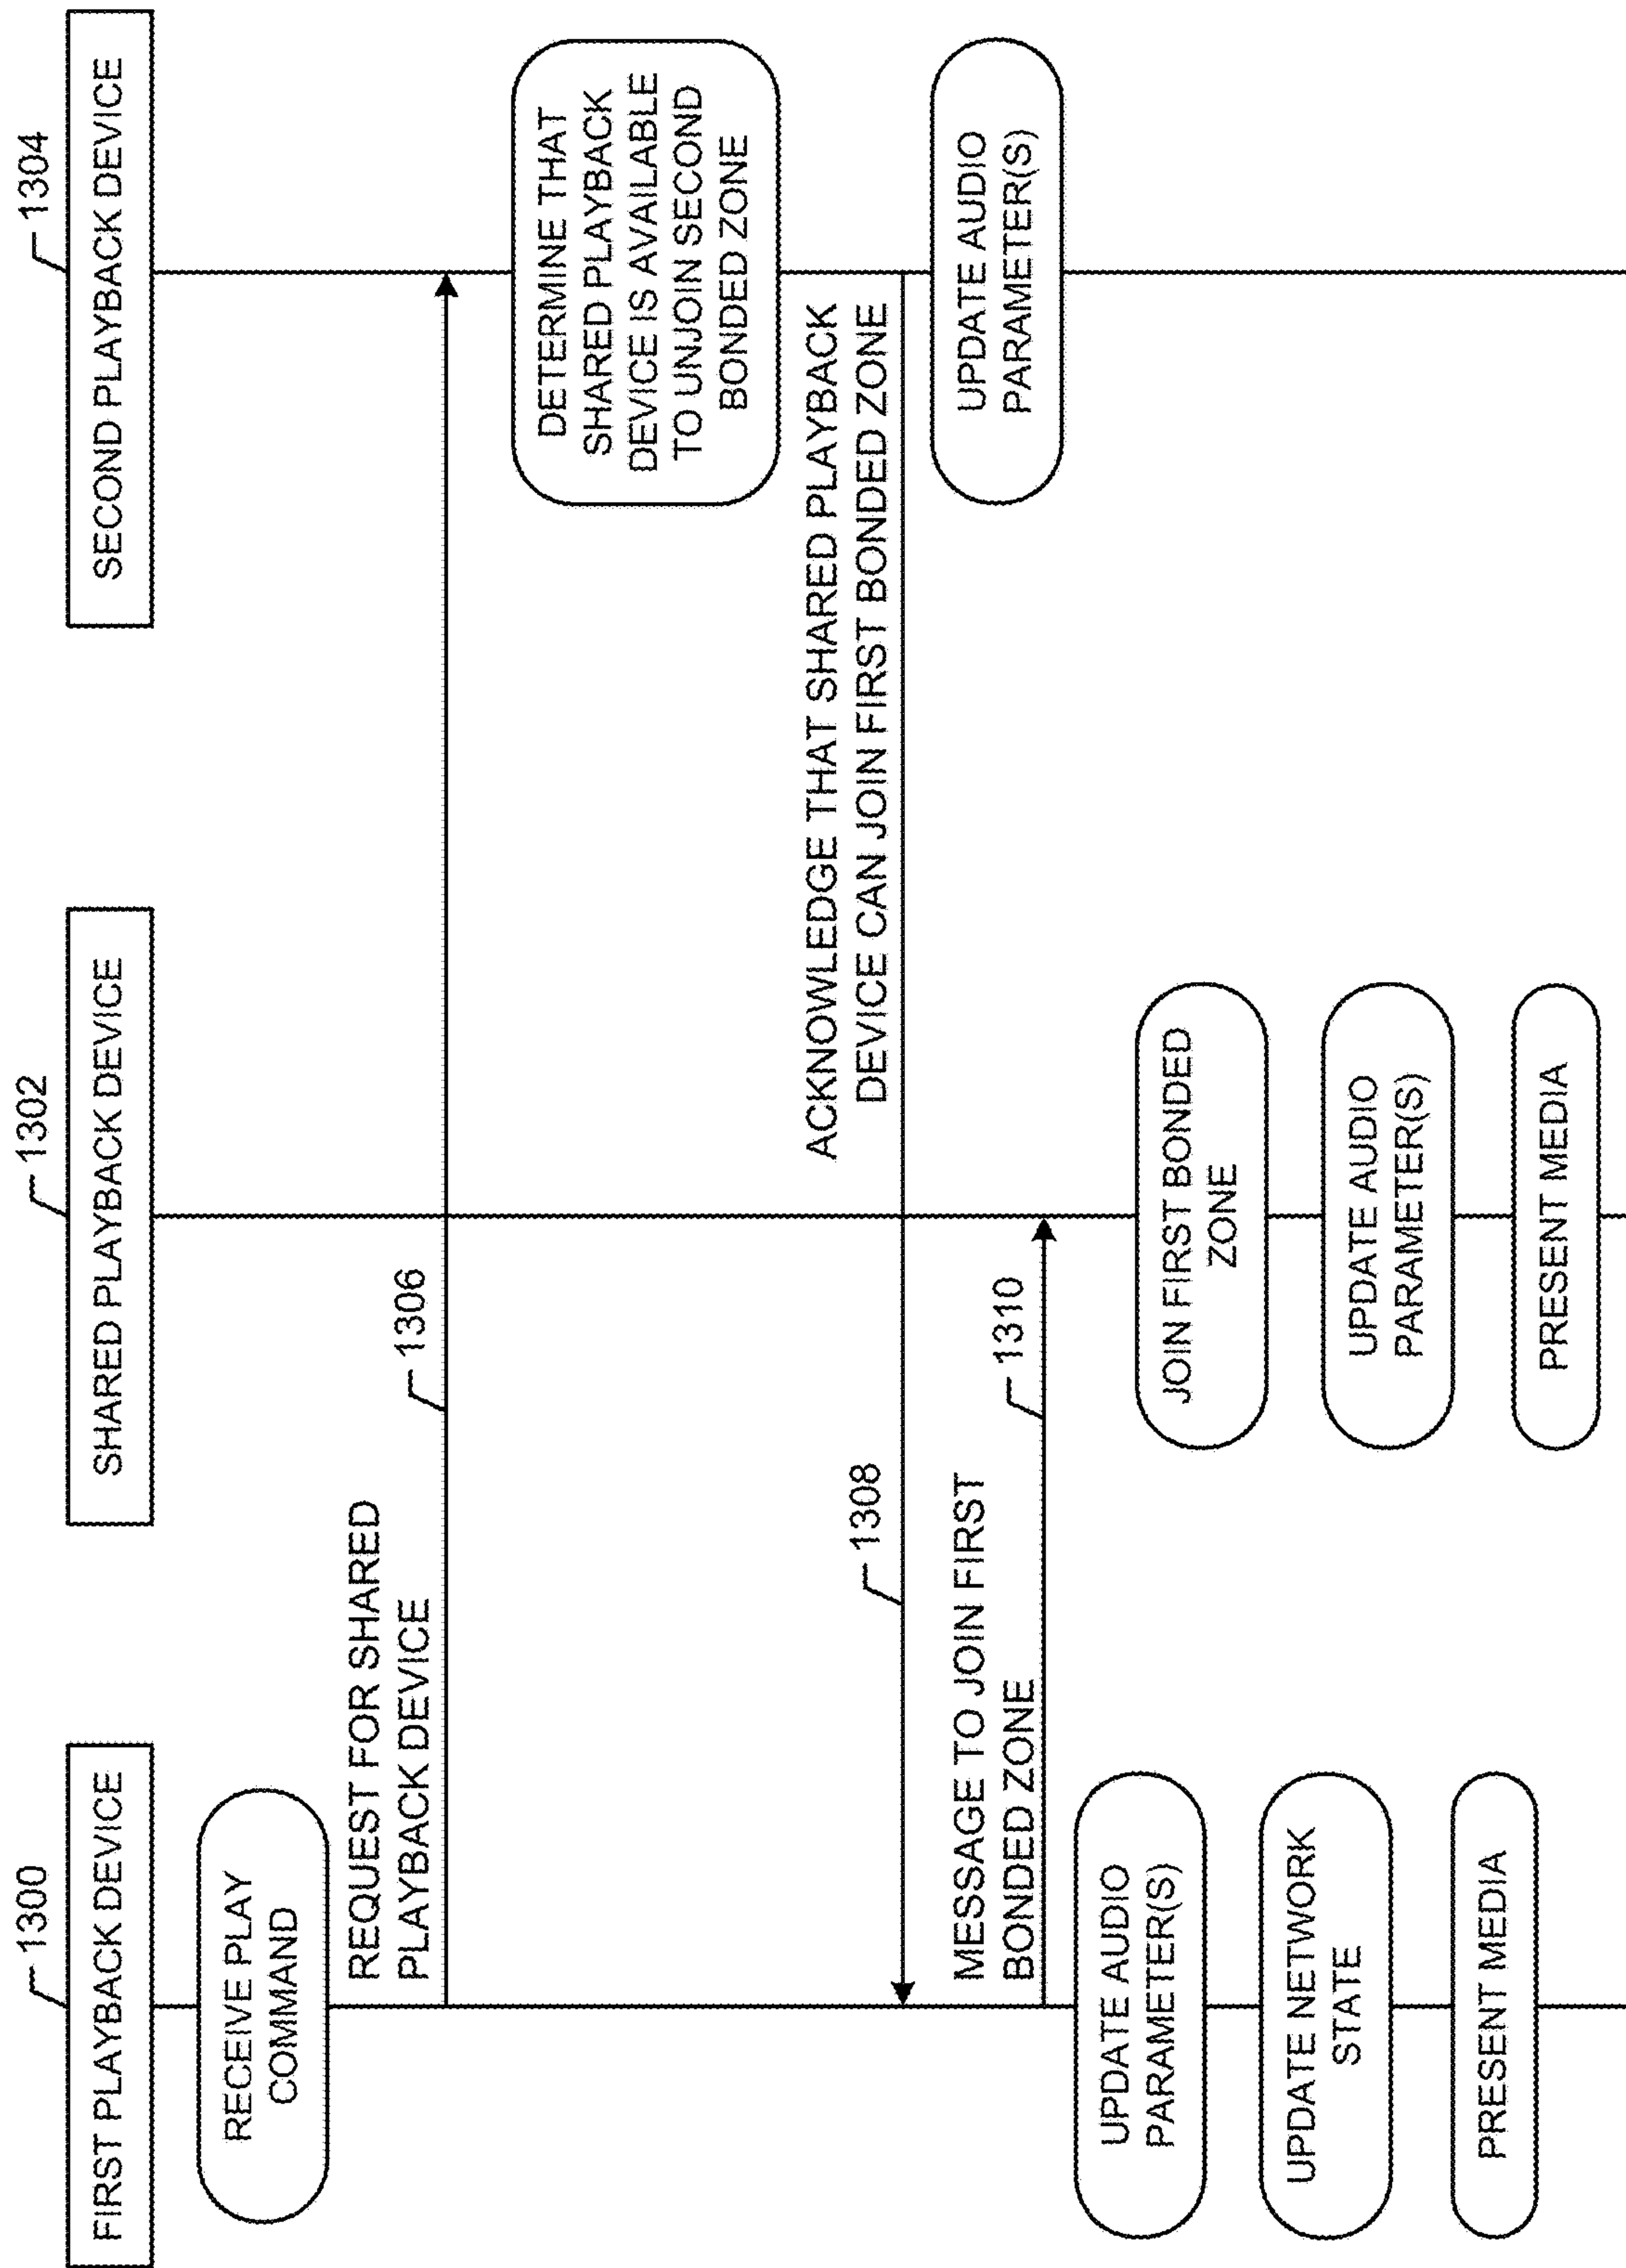 1300
1302
1304
FIRST PLAYBACK DEVICE
SHARED PLAYBACK DEVICE
SECOND PLAYBACK DEVICE
RECEIVE PLAY
COMMAND
REQUEST FOR SHARED
PLAYBACK DEVICE
1306
DETERMINE THAT
SHARED PLAYBACK
DEVICE IS AVAILABLE
TO UNJOIN SECOND
BONDED ZONE
ACKNOWLEDGE THAT SHARED PLAYBACK
DEVICE CAN JOIN FIRST BONDED ZONE
1308
UPDATE AUDIO
PARAMETER(S)
MESSAGE TO JOIN FIRST
BONDED ZONE
1310
UPDATE AUDIO
PARAMETER(S)
UPDATE NETWORK
STATE
PRESENT MEDIA
JOIN FIRST BONDED
ZONE
UPDATE AUDIO
PARAMETER(S)
PRESENT MEDIA